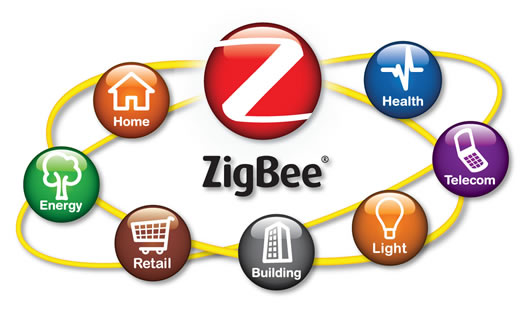 Z
Home
Health
ZigBee®
Telecom
Energy
Light
Retail
Building